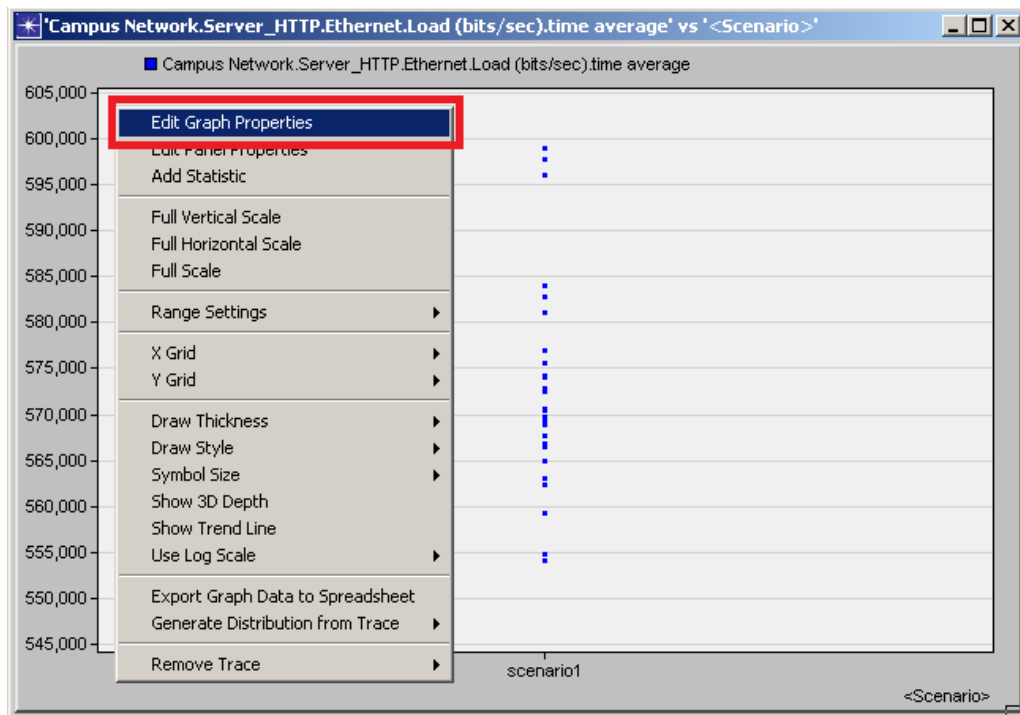 'Campus Network.Server_HTTP.Ethernet.Load (bits/sec).time average' vs '<Scenario>'
Campus Network.Server_HTTP.Ethernet.Load (bits/sec).time average
605,000
600,000
595,000
590,000
585,000
580,000
575,000
570,000
565,000
560,000
555,000
550,000
545,000
Edit Graph Properties
Edit Panel Properties
Add Statistic
Full Vertical Scale
Full Horizontal Scale
Full Scale
Range Settings
X Grid
Y Grid
Draw Thickness
Draw Style
Symbol Size
Show 3D Depth
Show Trend Line
Use Log Scale
Export Graph Data to Spreadsheet
Generate Distribution from Trace
Remove Trace
scenario1
<Scenario>